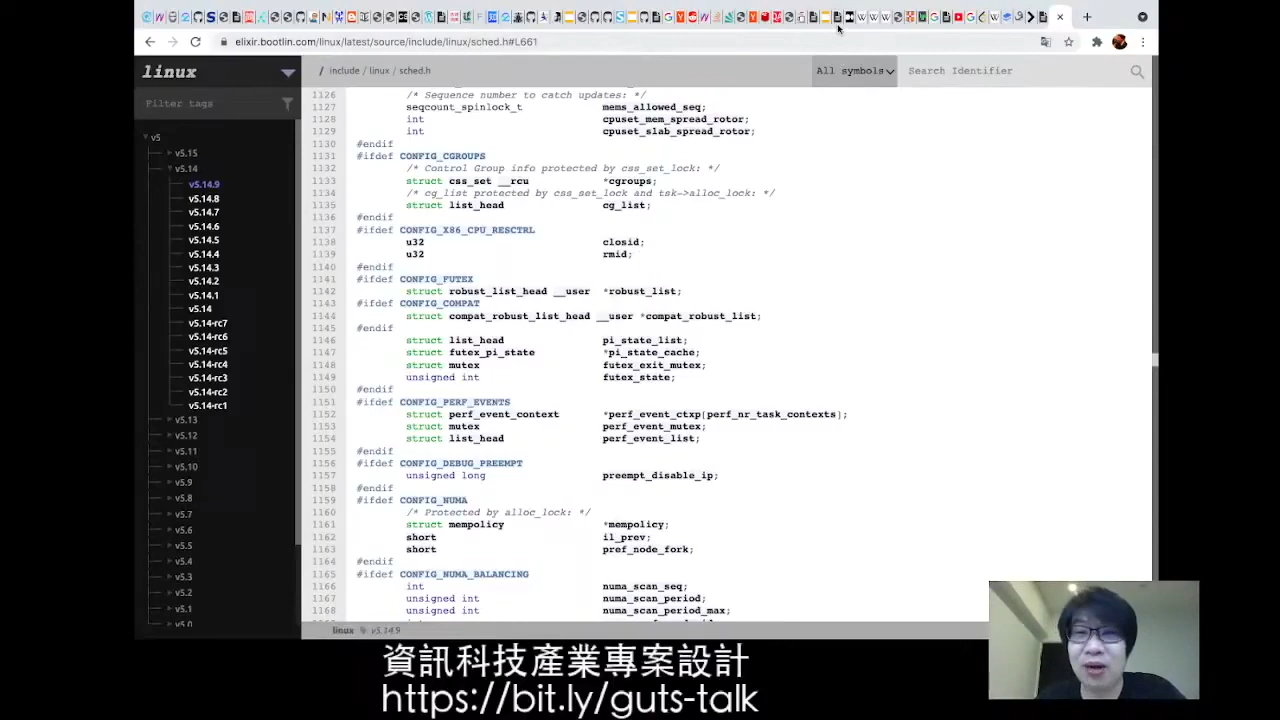 elixir.bootlin.com/linux/latest/source/include/linux/sched.h#L661
linux
/ include / linux / sched.h
All symbols
Search Identifier
Filter tags
v5
v5.15
v5.14
v5.14.9
v5.14.8
v5.14.7
v5.14.6
v5.14.5
v5.14.4
v5.14.3
v5.14.2
v5.14.1
v5.14
v5.14-rc7
v5.14-rc6
v5.14-rc5
v5.14-rc4
v5.14-rc3
v5.14-rc2
v5.14-rc1
v5.13
v5.12
v5.11
v5.10
v5.9
v5.8
v5.7
v5.6
v5.5
v5.4
v5.3
v5.2
v5.1
v5.0
1126 /* Sequence number to catch updates: */
1127 seqcount_spinlock_t mems_allowed_seq;
1128 int cpuset_mem_spread_rotor;
1129 int cpuset_slab_spread_rotor;
1130 #endif
1131 #ifdef CONFIG_CGROUPS
1132 /* Control Group info protected by css_set_lock: */
1133 struct css_set __rcu *cgroups;
1134 /* cg_list protected by css_set_lock and tsk->alloc_lock: */
1135 struct list_head cg_list;
1136 #endif
1137 #ifdef CONFIG_X86_CPU_RESCTRL
1138 u32 closid;
1139 u32 rmid;
1140 #endif
1141 #ifdef CONFIG_FUTEX
1142 struct robust_list_head __user *robust_list;
1143 #ifdef CONFIG_COMPAT
1144 struct compat_robust_list_head __user *compat_robust_list;
1145 #endif
1146 struct list_head pi_state_list;
1147 struct futex_pi_state *pi_state_cache;
1148 struct mutex futex_exit_mutex;
1149 unsigned int futex_state;
1150 #endif
1151 #ifdef CONFIG_PERF_EVENTS
1152 struct perf_event_context *perf_event_ctxp[perf_nr_task_contexts];
1153 struct mutex perf_event_mutex;
1154 struct list_head perf_event_list;
1155 #endif
1156 #ifdef CONFIG_DEBUG_PREEMPT
1157 unsigned long preempt_disable_ip;
1158 #endif
1159 #ifdef CONFIG_NUMA
1160 /* Protected by alloc_lock: */
1161 struct mempolicy *mempolicy;
1162 short il_prev;
1163 short pref_node_fork;
1164 #endif
1165 #ifdef CONFIG_NUMA_BALANCING
1166 int numa_scan_seq;
1167 unsigned int numa_scan_period;
1168 unsigned int numa_scan_period_max;
linux v5.14.9
資訊科技產業專案設計
https://bit.ly/guts-talk